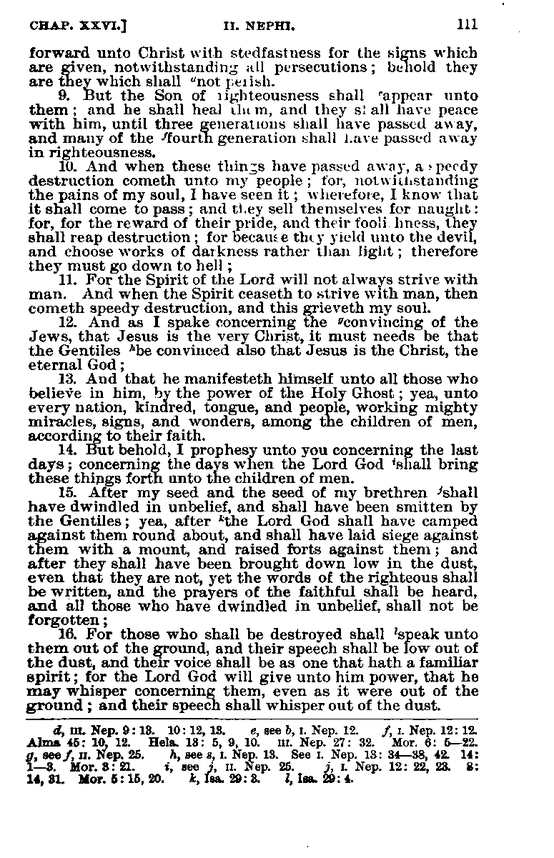 CHAP. XXVI.] II. NEPHI. 111
forward unto Christ with stedfastness for the signs which
are given, notwithstanding all persecutions; behold they
are they which shall dnot perish.
9. But the Son of righteousness shall eappear unto
them; and he shall heal them, and they shall have peace
with him, until three generations shall have passed away,
and many of the ffourth generation shall have passed away
in righteousness.
10. And when these things have passed away, a speedy
destruction cometh unto my people; for, notwithstanding
the pains of my soul, I have seen it; wherefore, I know that
it shall come to pass; and they sell themselves for naught:
for, for the reward of their pride, and their foolishness, they
shall reap destruction; for because they yield unto the devil,
and choose works of darkness rather than light; therefore
they must go down to hell;
11. For the Spirit of the Lord will not always strive with
man. And when the Spirit ceaseth to strive with man, then
cometh speedy destruction, and this grieveth my soul.
12. And as I spake concerning the gconvincing of the
Jews, that Jesus is the very Christ, it must needs be that
the Gentiles hbe convinced also that Jesus is the Christ, the
eternal God;
13. And that he manifesteth himself unto all those who
believe in him, by the power of the Holy Ghost; yea, unto
every nation, kindred, tongue, and people, working mighty
miracles, signs, and wonders, among the children of men,
according to their faith.
14. But behold, I prophesy unto you concerning the last
days; concerning the days when the Lord God ishall bring
these things forth unto the children of men.
15. After my seed and the seed of my brethren jshall
have dwindled in unbelief, and shall have been smitten by
the Gentiles; yea, after kthe Lord God shall have camped
against them round about, and shall have laid siege against
them with a mount, and raised forts against them; and
after they shall have been brought down low in the dust,
even that they are not, yet the words of the righteous shall
be written, and the prayers of the faithful shall be heard,
and all those who have dwindled in unbelief, shall not be
forgotten;
16. For those who shall be destroyed shall lspeak unto
them out of the ground, and their speech shall be low out of
the dust, and their voice shall be as one that hath a familiar
spirit; for the Lord God will give unto him power, that he
may whisper concerning them, even as it were out of the
ground; and their speech shall whisper out of the dust.
d, III. Nep. 9: 13. 10: 12, 13. e, see b, I. Nep. 12. f, I. Nep. 12: 12.
Alma 45: 10, 12. Hela. 13: 5, 9, 10. III. Nep. 27: 32. Mor. 6: 5—22.
g, see f, II. Nep. 25. h, see s, I. Nep. 13. See I. Nep. 13: 34—38, 42. 14:
1—3. Mor. 3: 21. i, see j, II. Nep. 25. j, I. Nep. 12: 22, 23. 2:
14, 31. Mor. 5: 15, 20. k, Isa. 29: 3. l, Isa. 29: 4.